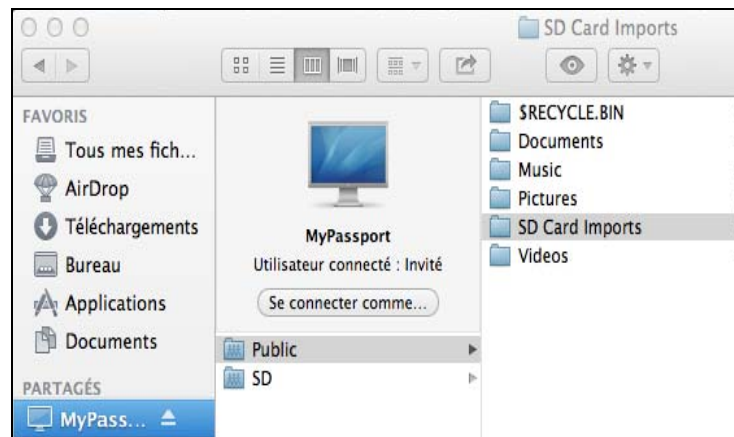 SD Card Imports
FAVORIS
Tous mes fich...
AirDrop
Téléchargements
Bureau
Applications
Documents
PARTAGÉS
MyPass...
MyPassport
Utilisateur connecté : Invité
Se connecter comme...
Public
SD
$RECYCLE.BIN
Documents
Music
Pictures
SD Card Imports
Videos